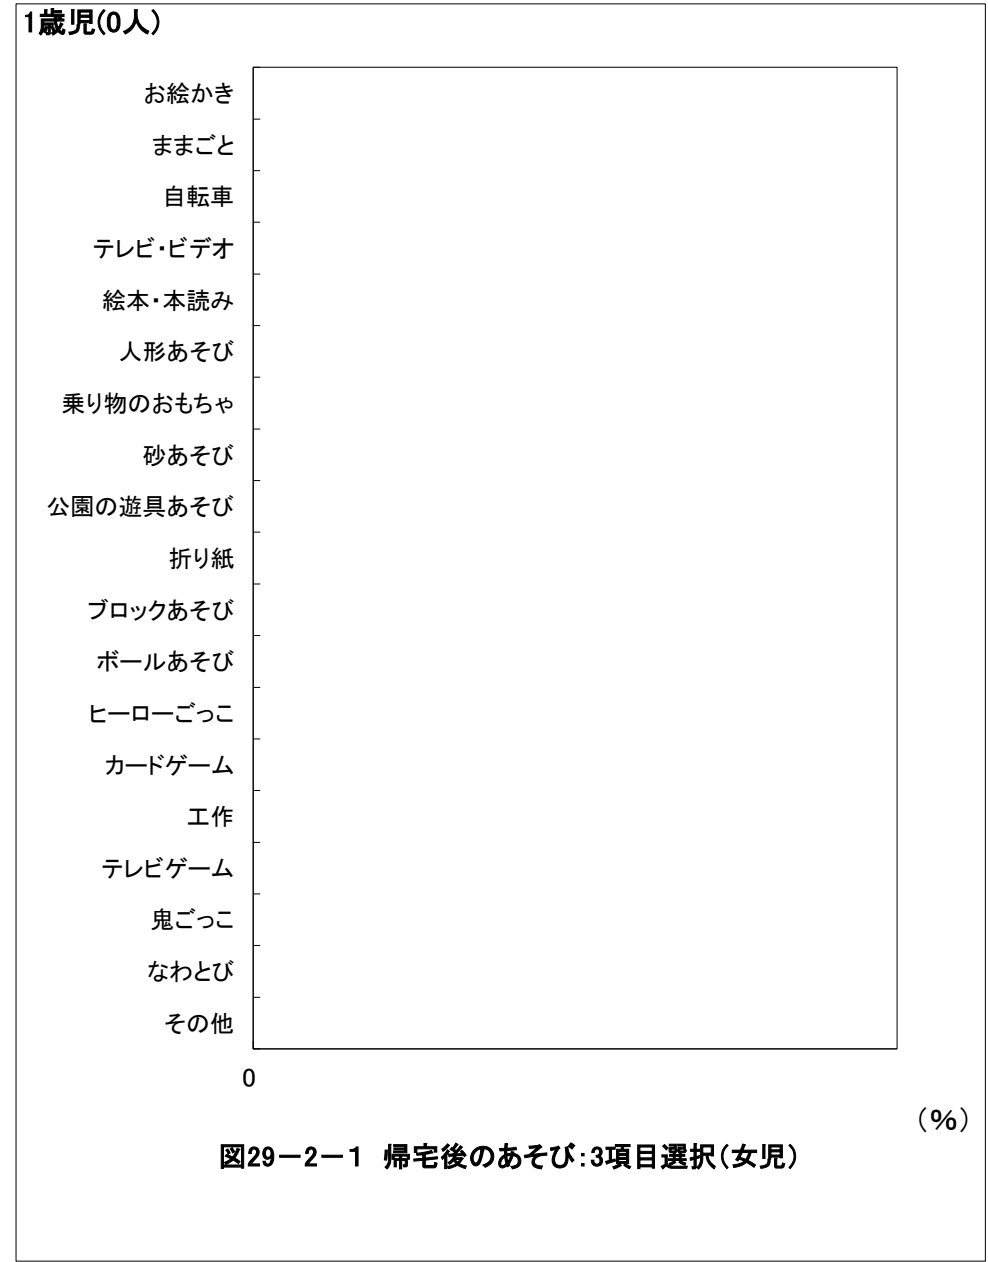 1歳児(0人)
お絵かき
ままごと
自転車
テレビ・ビデオ
絵本・本読み
人形あそび
乗り物のおもちゃ
砂あそび
公園の遊具あそび
折り紙
ブロックあそび
ボールあそび
ヒーローごっこ
カードゲーム
工作
テレビゲーム
鬼ごっこ
なわとび
その他
0
(%)
図29－2－1　帰宅後のあそび:3項目選択(女児)